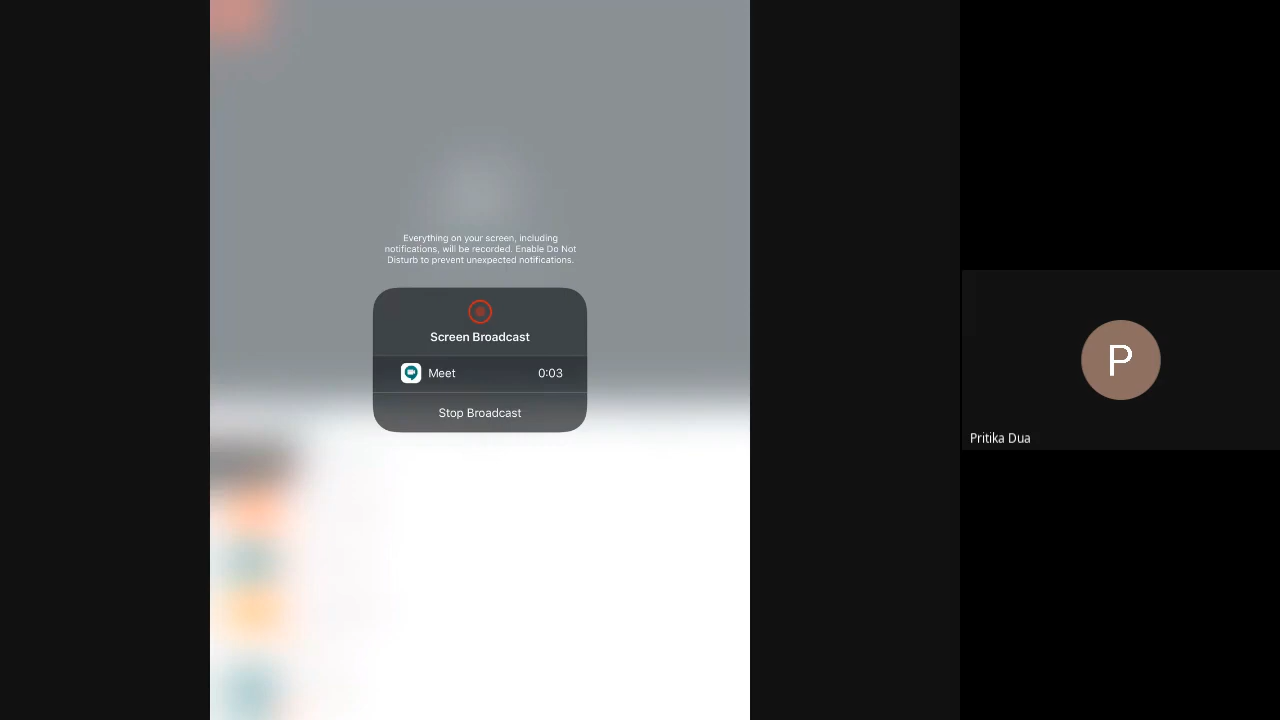 Everything on your screen, including
notifications, will be recorded. Enable Do Not
Disturb to prevent unexpected notifications.
Screen Broadcast
Meet 0:03
Stop Broadcast
P
Pritika Dua